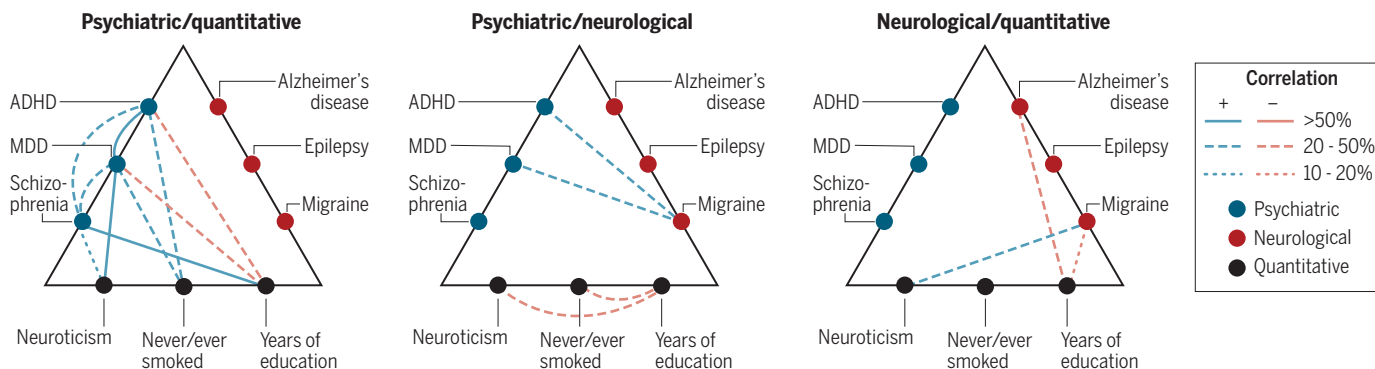 Psychiatric/quantitative
ADHD
MDD
Schizo-
phrenia
Alzheimer's
disease
Epilepsy
Migraine
Neuroticism
Never/ever
smoked
Years of
education
Psychiatric/neurological
ADHD
MDD
Schizo-
phrenia
Alzheimer's
disease
Epilepsy
Migraine
Neuroticism
Never/ever
smoked
Years of
education
Neurological/quantitative
ADHD
MDD
Schizo-
phrenia
Alzheimer's
disease
Epilepsy
Migraine
Neuroticism
Never/ever
smoked
Years of
education
Correlation
+ –
>50%
20 - 50%
10 - 20%
Psychiatric
Neurological
Quantitative